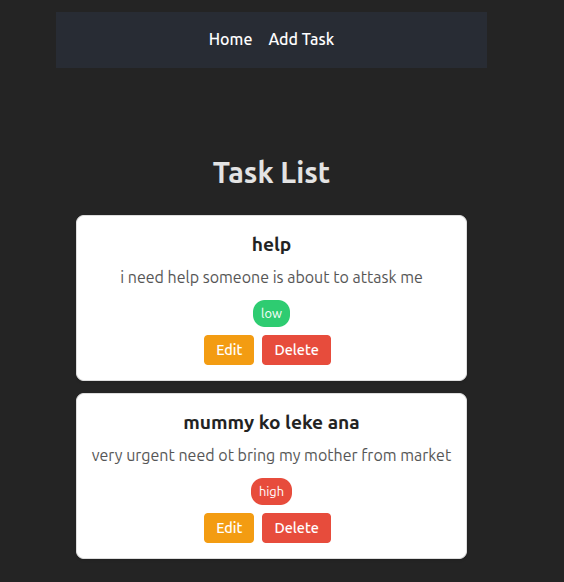 Home Add Task
Task List
help
i need help someone is about to attask me
low
Edit Delete
mummy ko leke ana
very urgent need ot bring my mother from market
high
Edit Delete